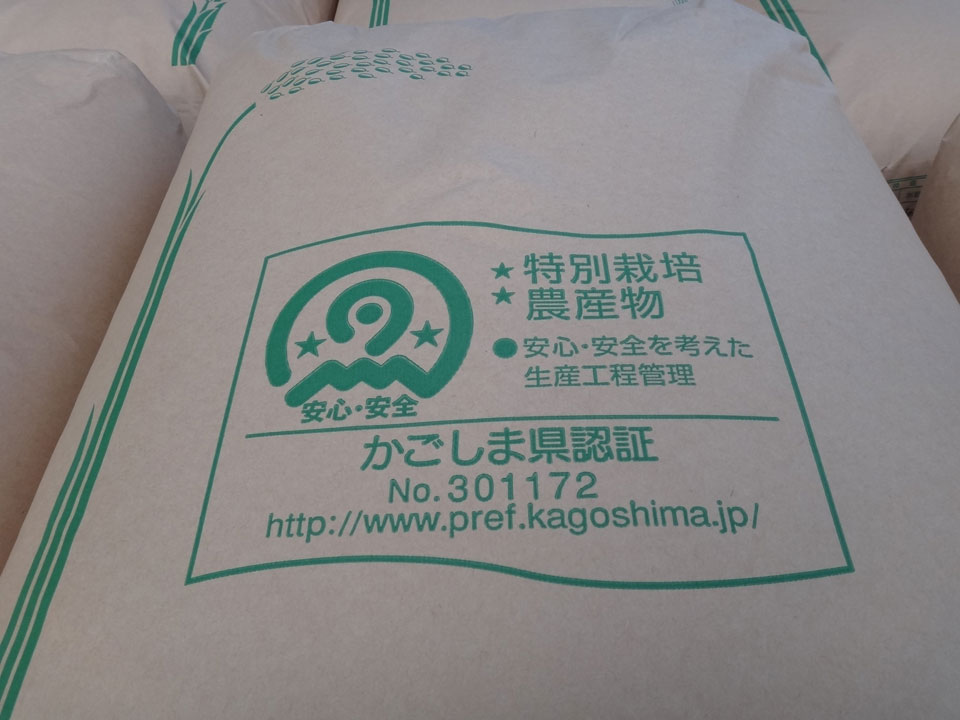 特別栽培
農産物
安心・安全を考えた
生産工程管理
安心・安全
かごしま県認証
No.301172
http://www.pref.kagoshima.jp/